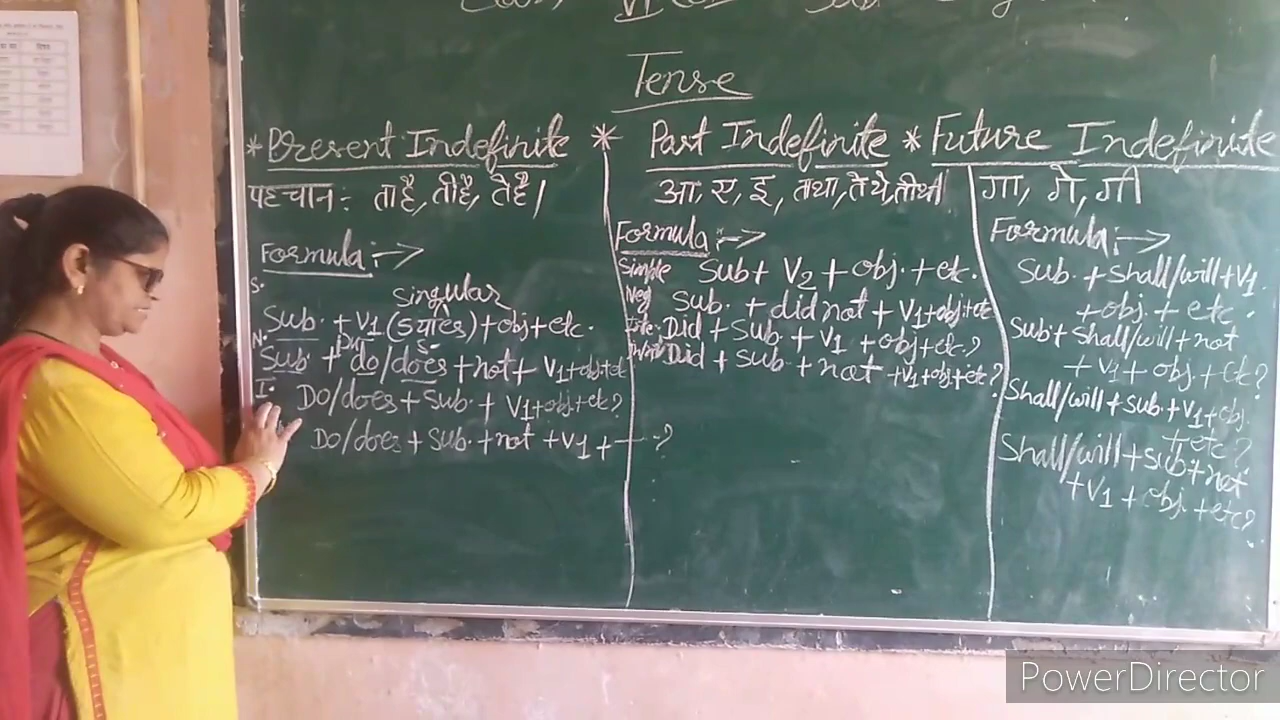 Tense
* Present Indefinite * Past Indefinite * Future Indefinite
पहचान :- ता है, ती है, ते है।
Formula :->
S.
Singular
Sub. + V1 (s या es) + obj + etc.
N.
Sub + do/does + not + V1 + obj + etc
I.
Do/does + Sub. + V1 + obj + etc?
Do/does + Sub. + not + V1 + — ?
आ, ए, इ, ता था, ते थे, ती थी
Formula :->
Simple Sub + V2 + obj. + etc.
Neg Sub. + did not + V1 + obj + etc
Did + Sub. + V1 + obj + etc?
Did + Sub + not + V1 + obj + etc?
गा, गे, गी
Formula :->
Sub. + Shall/will + V1
+ obj. + etc.
Sub + Shall/will + not
+ V1 + obj + etc?
Shall/will + sub. + V1 + obj.
+ etc?
Shall/will + sub + not
+ V1 + obj. + etc?
PowerDirector